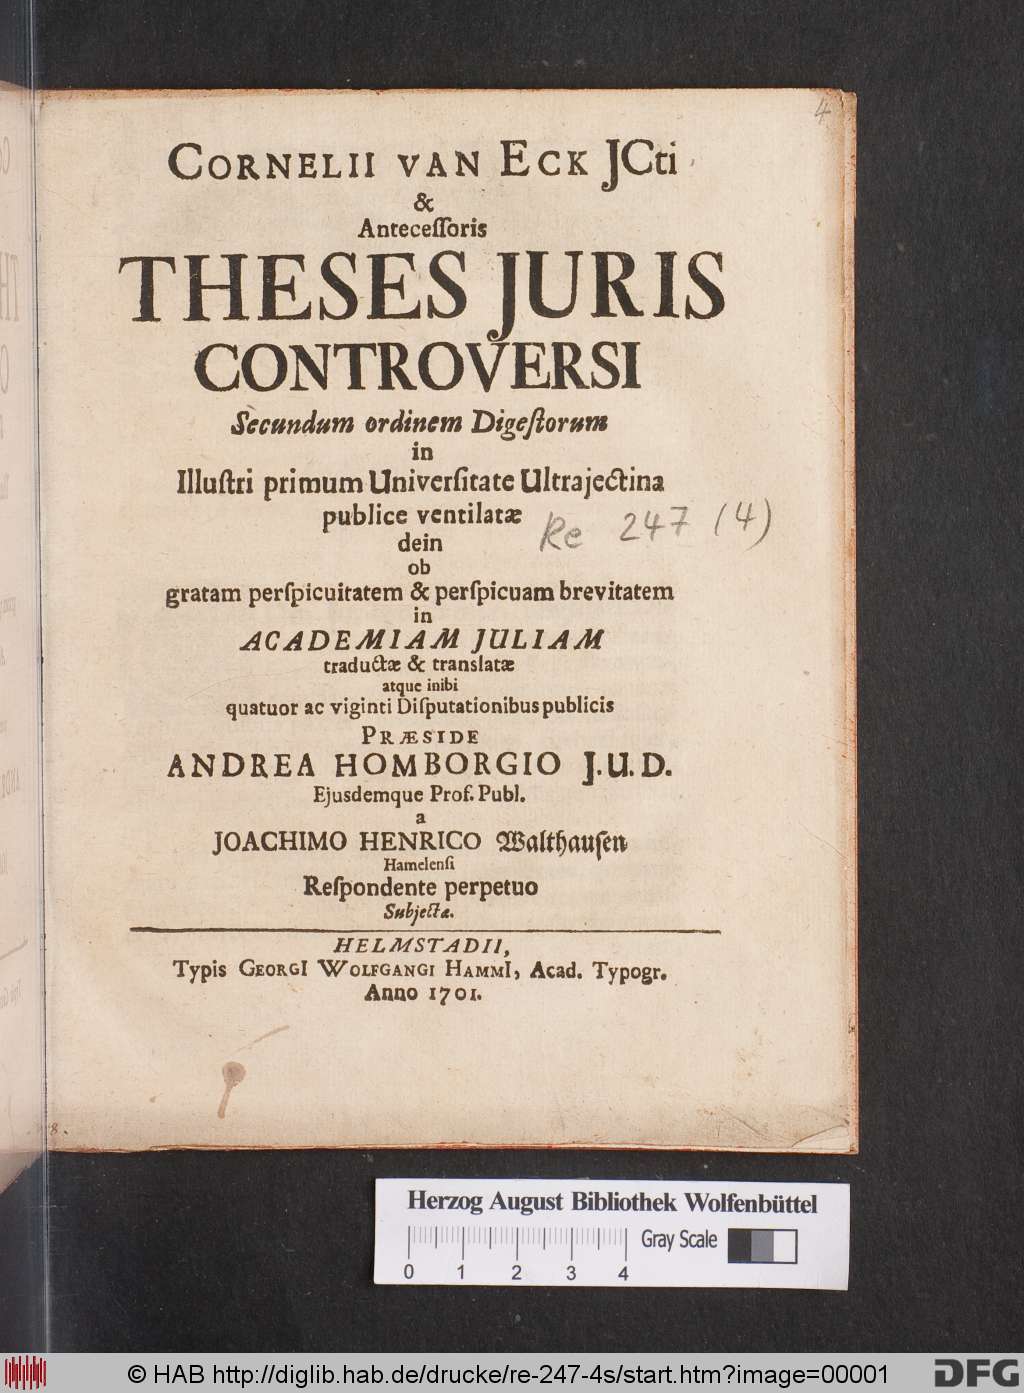 4
CORNELII VAN ECK JCti
&
Anteceſſoris
THESES JURIS
CONTROVERSI
Secundum ordinem Digeſtorum
in
Illuſtri primum Univerſitate Ultrajectina
publice ventilatæ
Re 247 (4)
dein
ob
gratam perſpicuitatem & perſpicuam brevitatem
in
ACADEMIAM JULIAM
traductæ & translatæ
atque inibi
quatuor ac viginti Diſputationibus publicis
PRÆSIDE
ANDREA HOMBORGIO J.U.D.
Ejusdemque Prof. Publ.
a
JOACHIMO HENRICO Walthauſen
Hamelenſi
Reſpondente perpetuo
Subjectæ.
HELMSTADII,
Typis GEORGI WOLFGANGI HAMMI, Acad. Typogr.
Anno 1701.
Herzog August Bibliothek Wolfenbüttel
Gray Scale
0 1 2 3 4
© HAB http://diglib.hab.de/drucke/re-247-4s/start.htm?image=00001
DFG